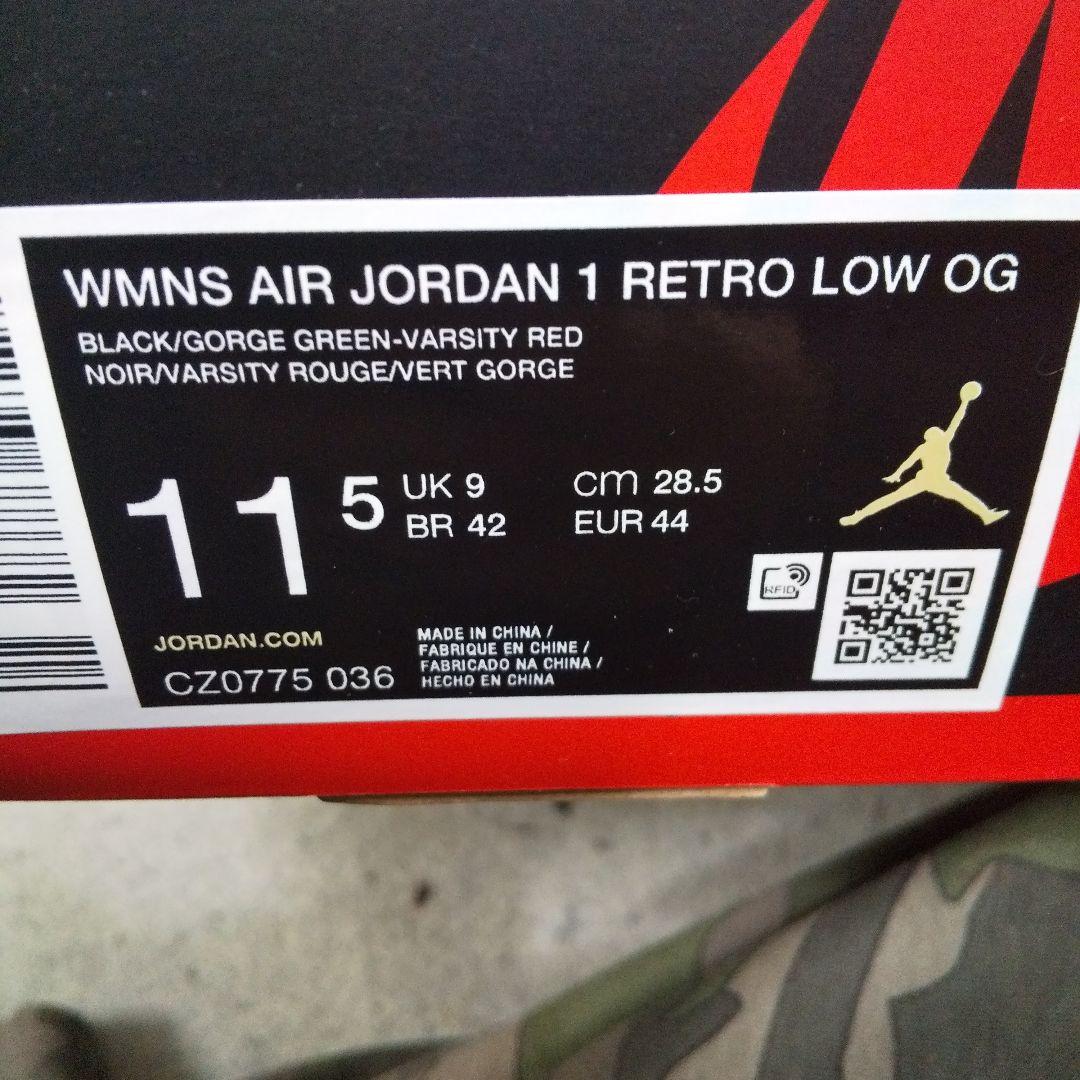 WMNS AIR JORDAN 1 RETRO LOW OG
BLACK/GORGE GREEN-VARSITY RED
NOIR/VARSITY ROUGE/VERT GORGE
11 5
UK 9
BR 42
cm 28.5
EUR 44
RFID
JORDAN.COM
CZ0775 036
MADE IN CHINA /
FABRIQUE EN CHINE /
FABRICADO NA CHINA /
HECHO EN CHINA